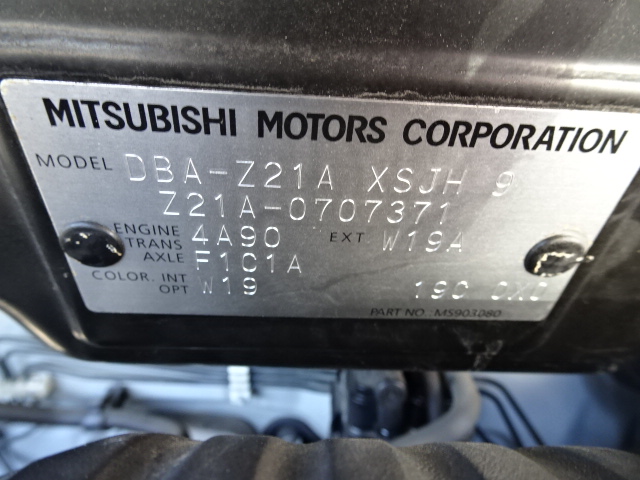 MITSUBISHI MOTORS CORPORATION
MODEL DBA-Z21A XSJH 9
Z21A-0707371
ENGINE 4A90 EXT W19A
TRANS AXLE F1C1A
COLOR. INT OPT W19 19C 0X0
PART NO. MS903080